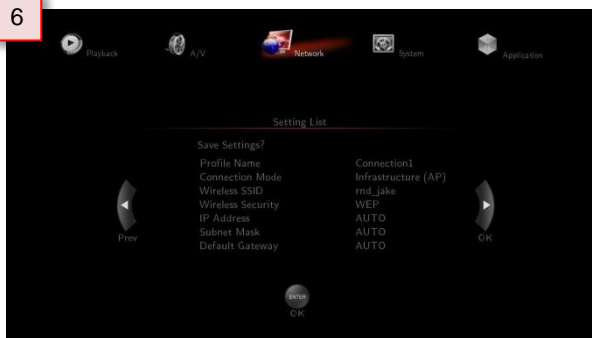 6
Playback A/V Network System Application
Setting List
Save Settings?
Profile Name Connection1
Connection Mode Infrastructure (AP)
Wireless SSID rnd_jake
Wireless Security WEP
IP Address AUTO
Subnet Mask AUTO
Default Gateway AUTO
Prev OK
ENTER
OK